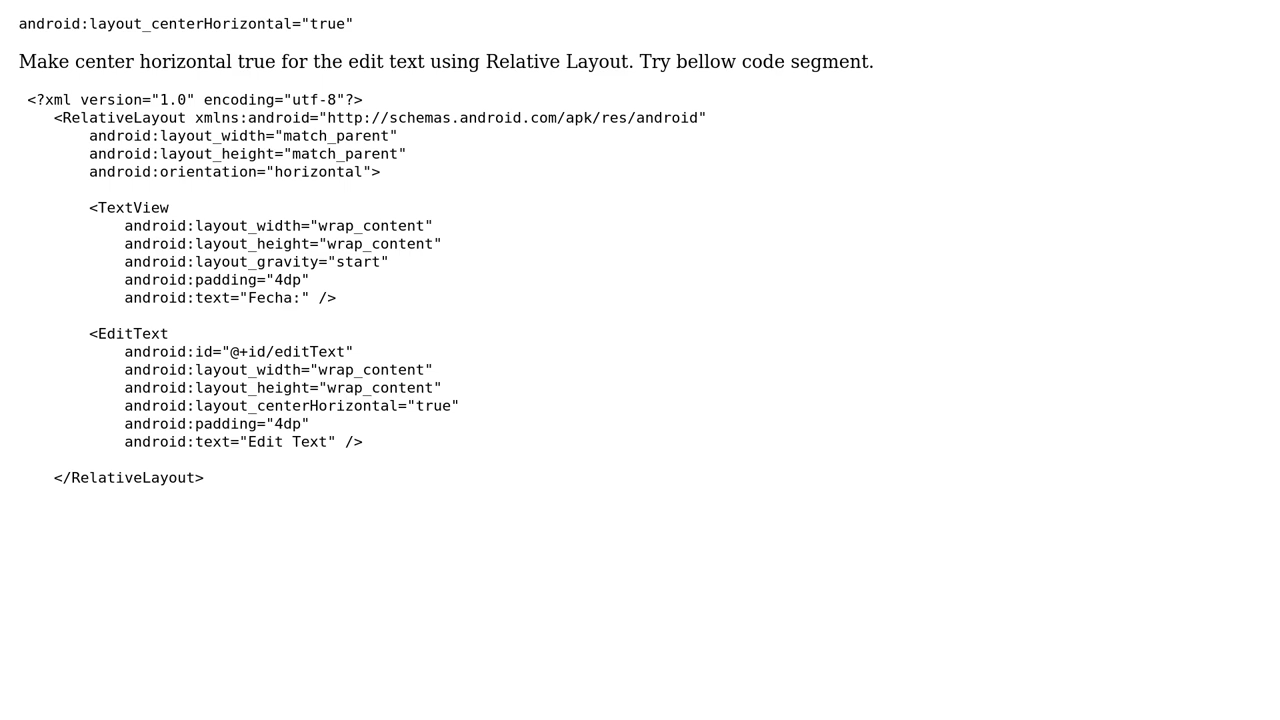 android:layout_centerHorizontal="true"
Make center horizontal true for the edit text using Relative Layout. Try bellow code segment.
<?xml version="1.0" encoding="utf-8"?>
<RelativeLayout xmlns:android="http://schemas.android.com/apk/res/android"
android:layout_width="match_parent"
android:layout_height="match_parent"
android:orientation="horizontal">
<TextView
android:layout_width="wrap_content"
android:layout_height="wrap_content"
android:layout_gravity="start"
android:padding="4dp"
android:text="Fecha:" />
<EditText
android:id="@+id/editText"
android:layout_width="wrap_content"
android:layout_height="wrap_content"
android:layout_centerHorizontal="true"
android:padding="4dp"
android:text="Edit Text" />
</RelativeLayout>